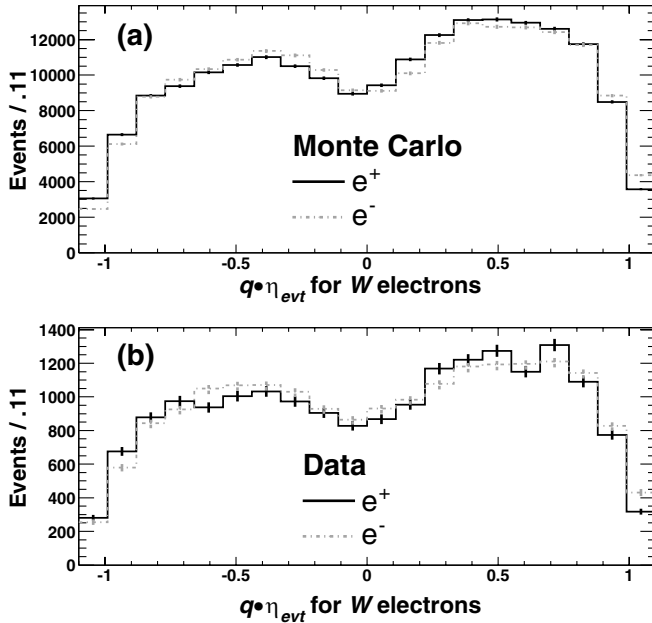 (a)
12000
10000
8000
6000
4000
2000
0
Events / .11
Monte Carlo
e+
e-
-1 -0.5 0 0.5 1
q•η_evt for W electrons
(b)
1400
1200
1000
800
600
400
200
0
Events / .11
Data
e+
e-
-1 -0.5 0 0.5 1
q•η_evt for W electrons